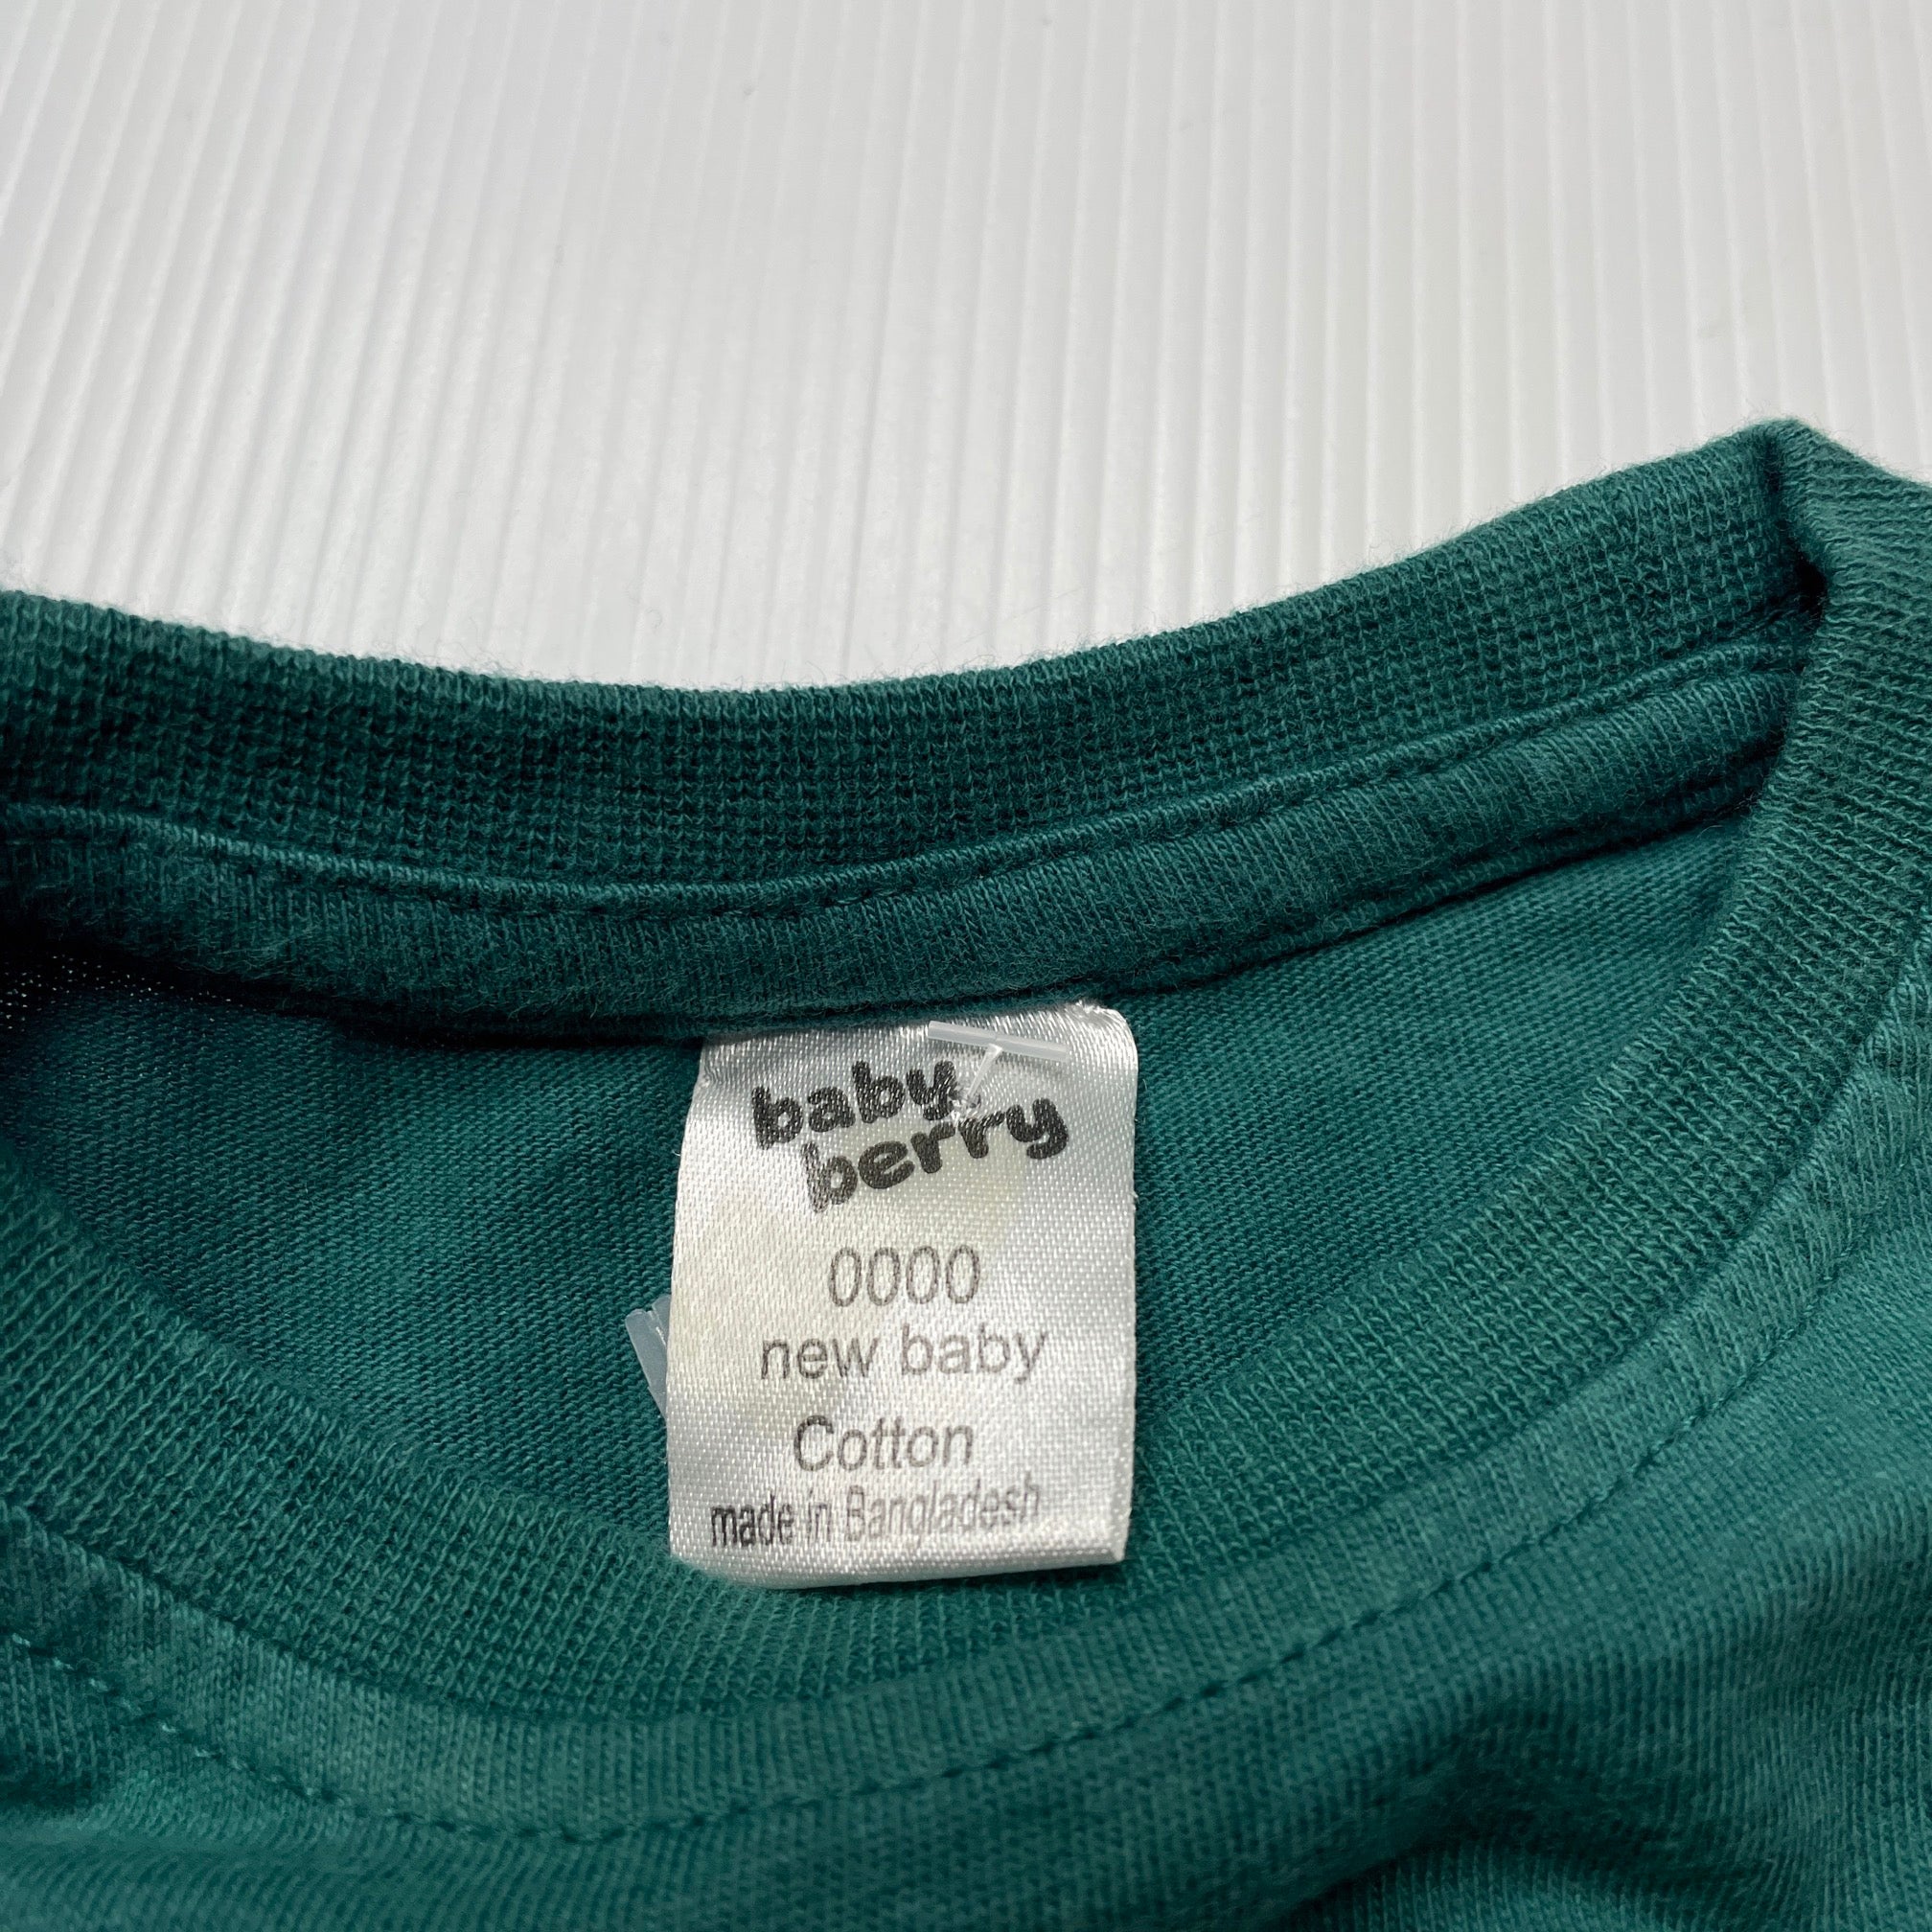 baby
berry
0000
new baby
Cotton
made in Bangladesh